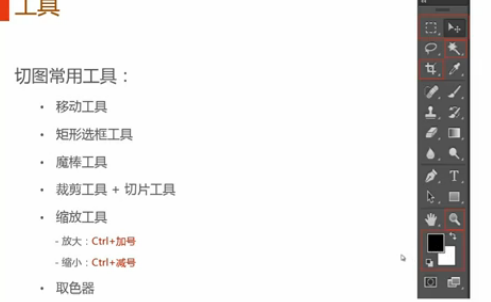 工具
切图常用工具：
• 移动工具
• 矩形选框工具
• 魔棒工具
• 裁剪工具 + 切片工具
• 缩放工具
- 放大：Ctrl+加号
- 缩小：Ctrl+减号
• 取色器